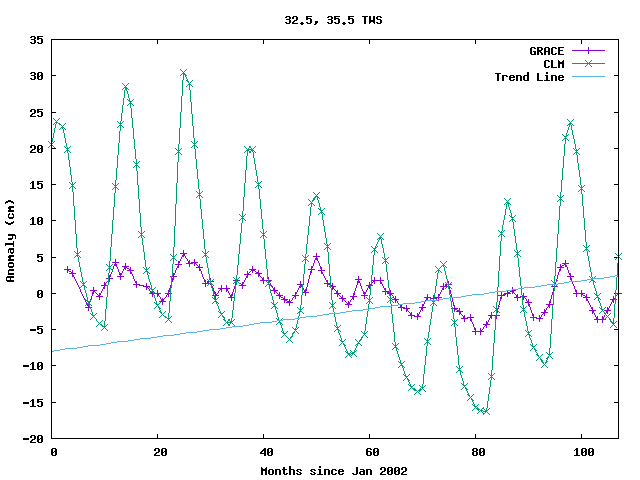 32.5, 35.5 TWS
GRACE
CLM
Trend Line
35
30
25
20
15
10
5
0
-5
-10
-15
-20
Anomaly (cm)
0 20 40 60 80 100
Months since Jan 2002